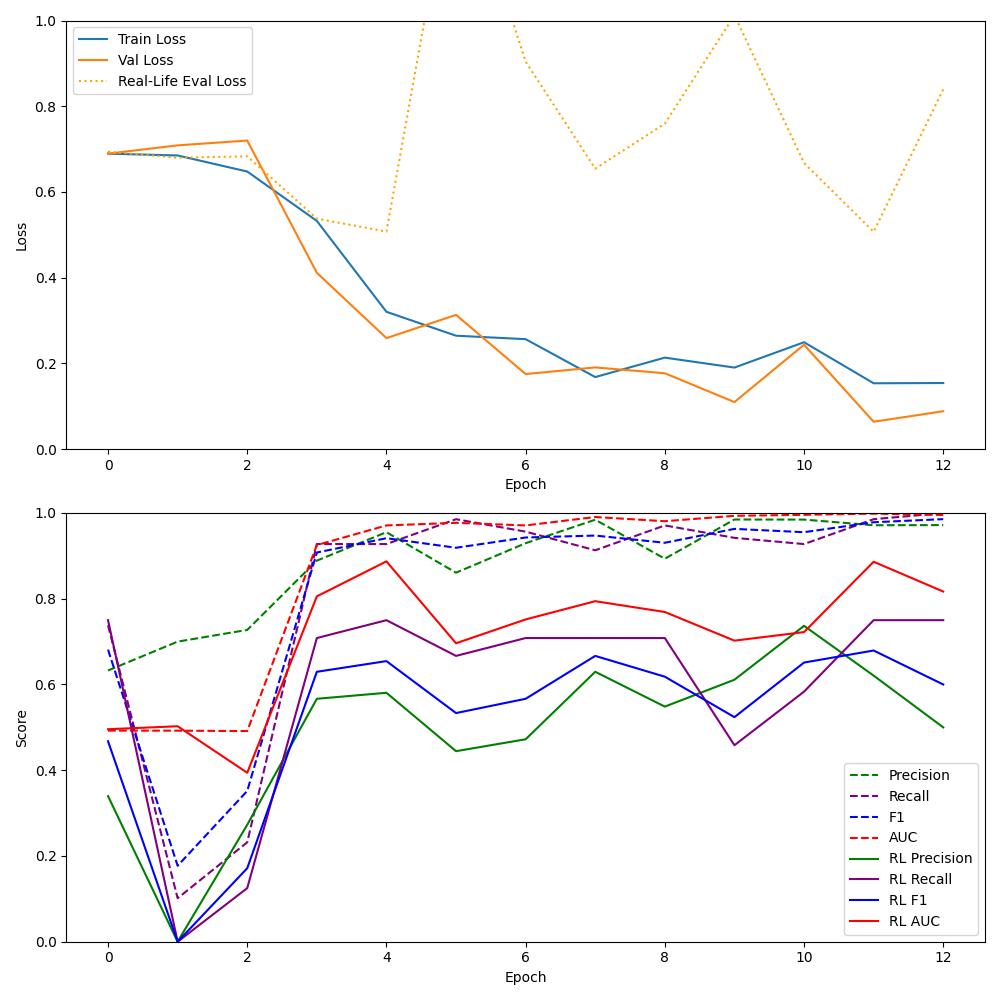 1.0
0.8
0.6
0.4
0.2
0.0
Loss
Train Loss
Val Loss
Real-Life Eval Loss
0 2 4 6 8 10 12
Epoch
1.0
0.8
0.6
0.4
0.2
0.0
Score
Precision
Recall
F1
AUC
RL Precision
RL Recall
RL F1
RL AUC
0 2 4 6 8 10 12
Epoch